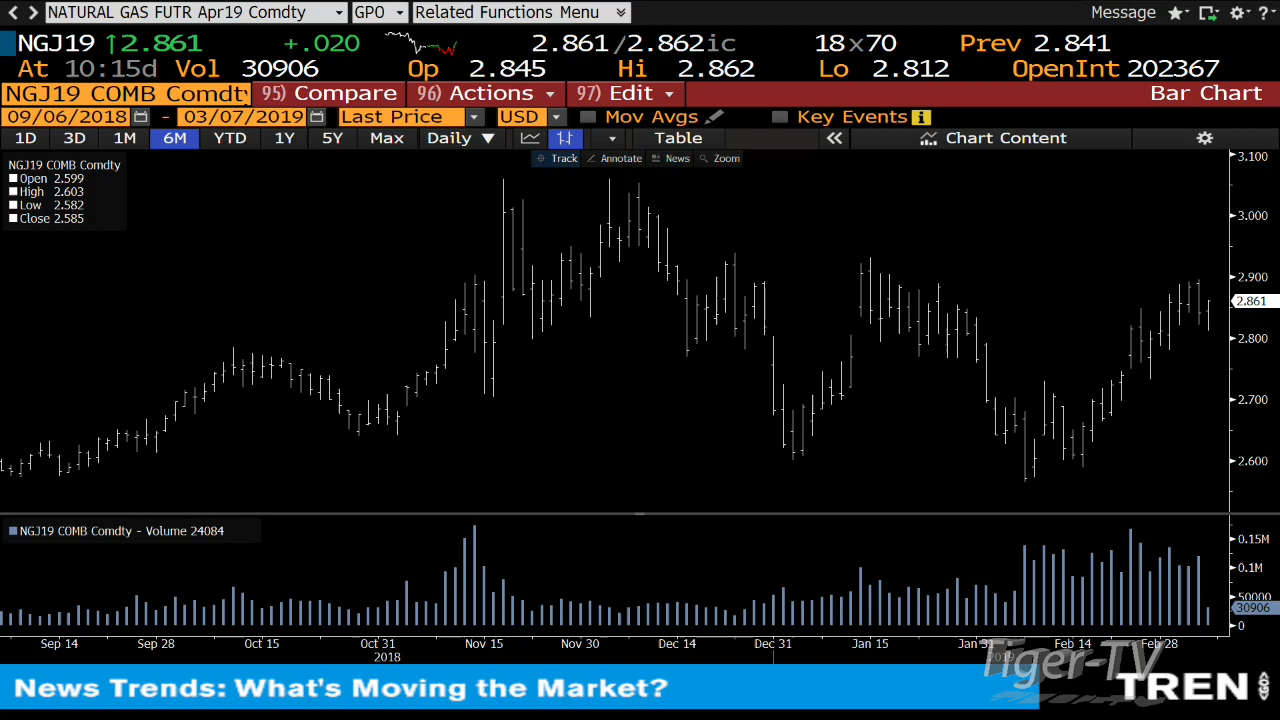 NATURAL GAS FUTR Apr19 Comdty GPO Related Functions Menu Message
NGJ19 ↑2.861 +.020 2.861/2.862ic 18x70 Prev 2.841
At 10:15d Vol 30906 Op 2.845 Hi 2.862 Lo 2.812 OpenInt 202367
NGJ19 COMB Comdty 95) Compare 96) Actions 97) Edit Bar Chart
09/06/2018 - 03/07/2019 Last Price USD Mov Avgs Key Events
1D 3D 1M 6M YTD 1Y 5Y Max Daily ▼ Table « Chart Content
Track Annotate News Zoom
NGJ19 COMB Comdty
Open 2.599
High 2.603
Low 2.582
Close 2.585
3.100
3.000
2.900
2.861
2.800
2.700
2.600
NGJ19 COMB Comdty - Volume 24084
0.15M
0.1M
50000
30906
0
Sep 14 Sep 28 Oct 15 Oct 31 Nov 15 Nov 30 Dec 14 Dec 31 Jan 15 Jan 31 Feb 14 Feb 28
2018 2019
Tiger-TV
News Trends: What's Moving the Market?
TREN
<GO>